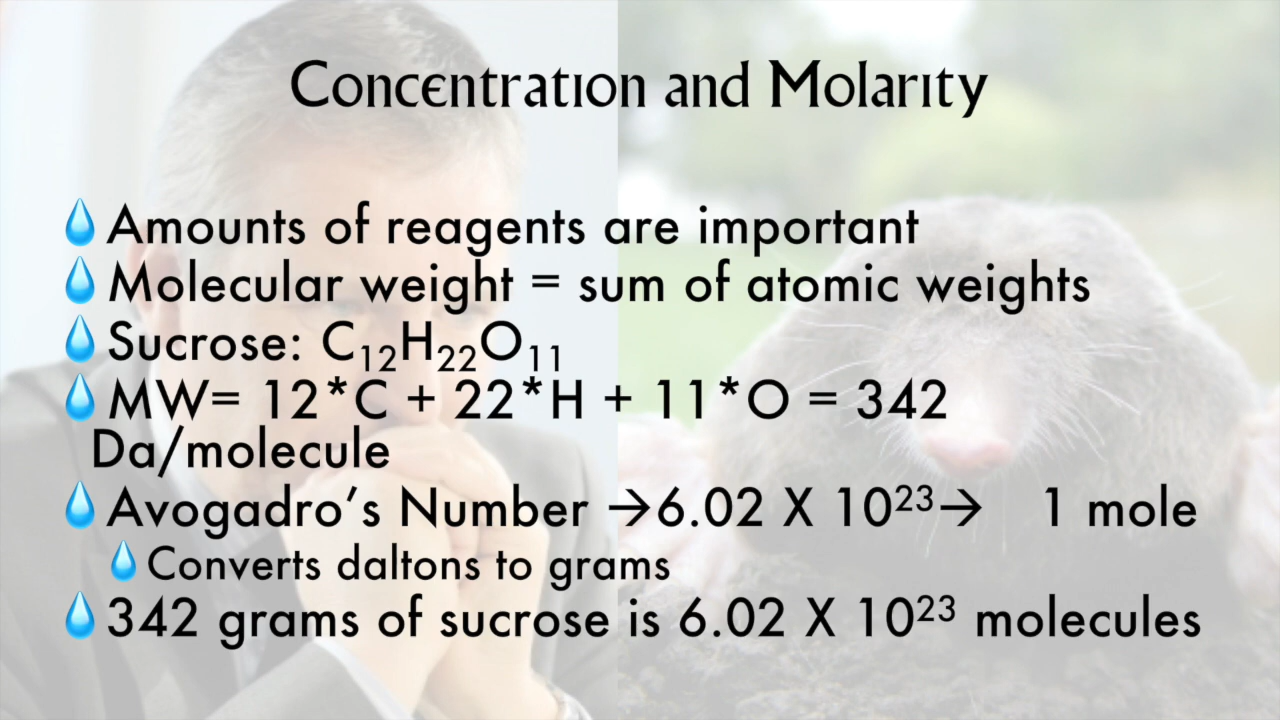 Concentration and Molarity
Amounts of reagents are important
Molecular weight = sum of atomic weights
Sucrose: C₁₂H₂₂O₁₁
MW= 12*C + 22*H + 11*O = 342
Da/molecule
Avogadro’s Number →6.02 X 10²³→ 1 mole
Converts daltons to grams
342 grams of sucrose is 6.02 X 10²³ molecules